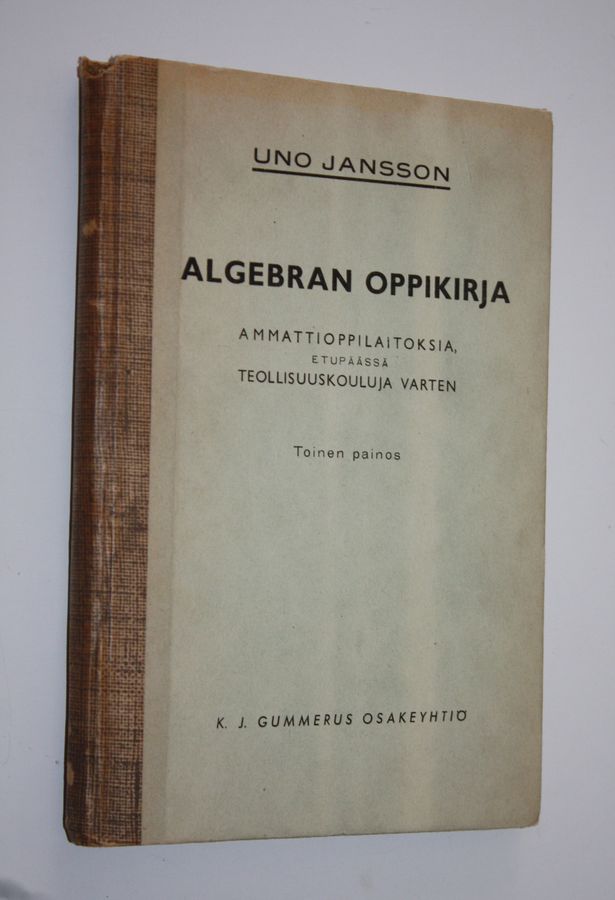 UNO JANSSON
ALGEBRAN OPPIKIRJA
AMMATTIOPPILAITOKSIA,
ETUPÄÄSSÄ
TEOLLISUUSKOULUJA VARTEN
Toinen painos
K. J. GUMMERUS OSAKEYHTIÖ